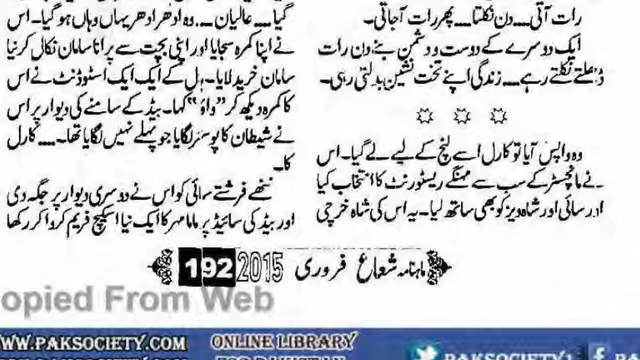 رات آتی.... دن نکلتا.... پھر رات آجاتی۔
ایک دوسرے کے دوست و دشمن بنے دن رات
ڈھلتے نکلتے رہے.... زندگی اپنے تخت نشین بدلتی رہی۔
☼ ☼ ☼
وہ واپس آیا تو کارل اسے لنچ کے لیے لے گیا۔ اس
نے مانچسٹر کے سب سے مہنگے ریسٹورنٹ کا انتخاب کیا
اور سائی اور شاہ ویز کو بھی ساتھ لیا۔ یہ اس کی شاہ خرچی
گیا.... عالیان.... وہ ادھر ادھر یہاں وہاں ہو گیا۔ اس
نے اپنا کمرہ سجایا اور اپنی بچت سے پرانا سامان نکال کر نیا
سامان خرید لایا۔ ہال کے ایک ایک اسٹوڈنٹ نے اس
کا کمرہ دیکھ کر "واؤ" کہا۔ بیڈ کے سامنے کی دیوار پر اس
نے شیطان کا پوسٹر لگایا جو پہلے نہیں لگایا تھا۔.... کارل
کا۔
ننھے فرشتے سائی کو اس نے دوسری دیوار پر جگہ دی
اور بیڈ کی سائیڈ پر ماما مہر کا ایک نیا اسکیچ فریم کروا کر رکھا
ماہنامہ شعاع فروری 2015 192
opied From Web
WWW.PAKSOCIETY.COM ONLINE LIBRARY PAKSOCIETY1
FOR PAKISTAN